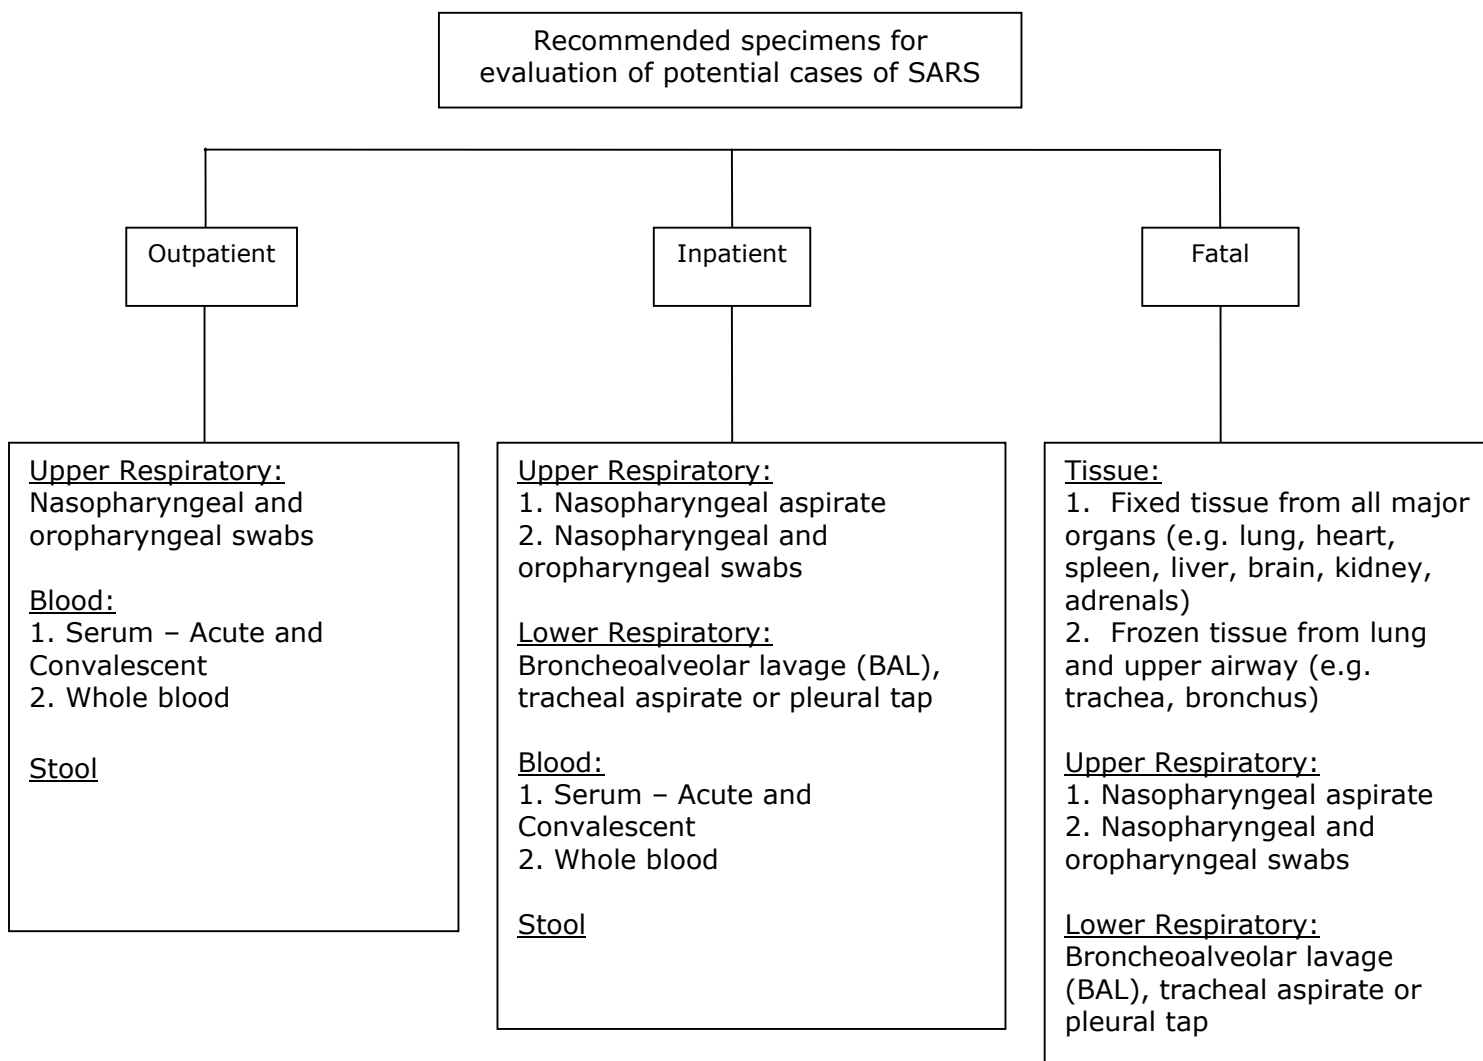 Recommended specimens for
evaluation of potential cases of SARS
Outpatient
Inpatient
Fatal
Upper Respiratory:
Nasopharyngeal and
oropharyngeal swabs
Blood:
1. Serum – Acute and
Convalescent
2. Whole blood
Stool
Upper Respiratory:
1. Nasopharyngeal aspirate
2. Nasopharyngeal and
oropharyngeal swabs
Lower Respiratory:
Broncheoalveolar lavage (BAL),
tracheal aspirate or pleural tap
Blood:
1. Serum – Acute and
Convalescent
2. Whole blood
Stool
Tissue:
1. Fixed tissue from all major
organs (e.g. lung, heart,
spleen, liver, brain, kidney,
adrenals)
2. Frozen tissue from lung
and upper airway (e.g.
trachea, bronchus)
Upper Respiratory:
1. Nasopharyngeal aspirate
2. Nasopharyngeal and
oropharyngeal swabs
Lower Respiratory:
Broncheoalveolar lavage
(BAL), tracheal aspirate or
pleural tap